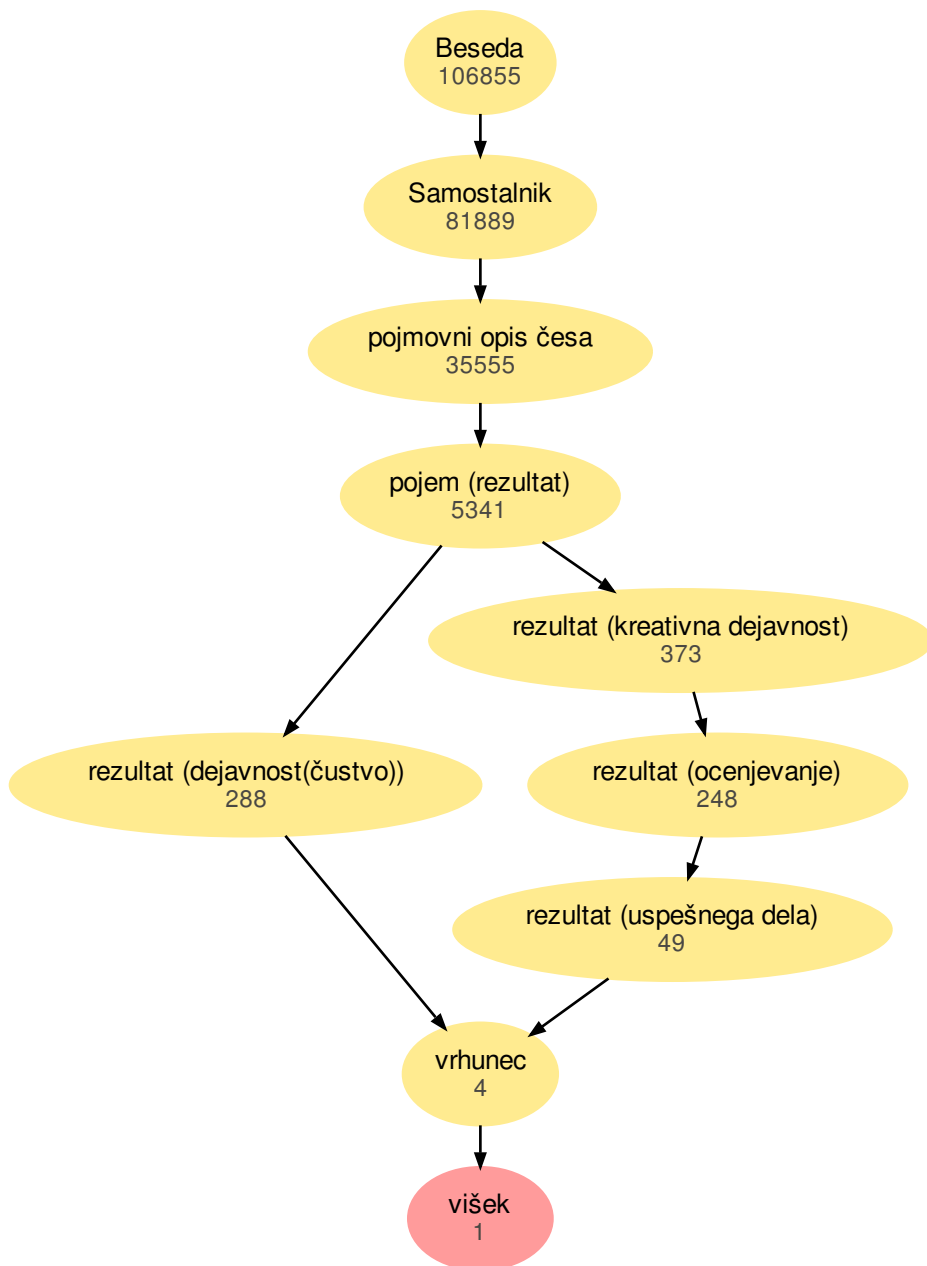 Beseda
106855
Samostalnik
81889
pojmovni opis česa
35555
pojem (rezultat)
5341
rezultat (kreativna dejavnost)
373
rezultat (dejavnost(čustvo))
288
rezultat (ocenjevanje)
248
rezultat (uspešnega dela)
49
vrhunec
4
višek
1